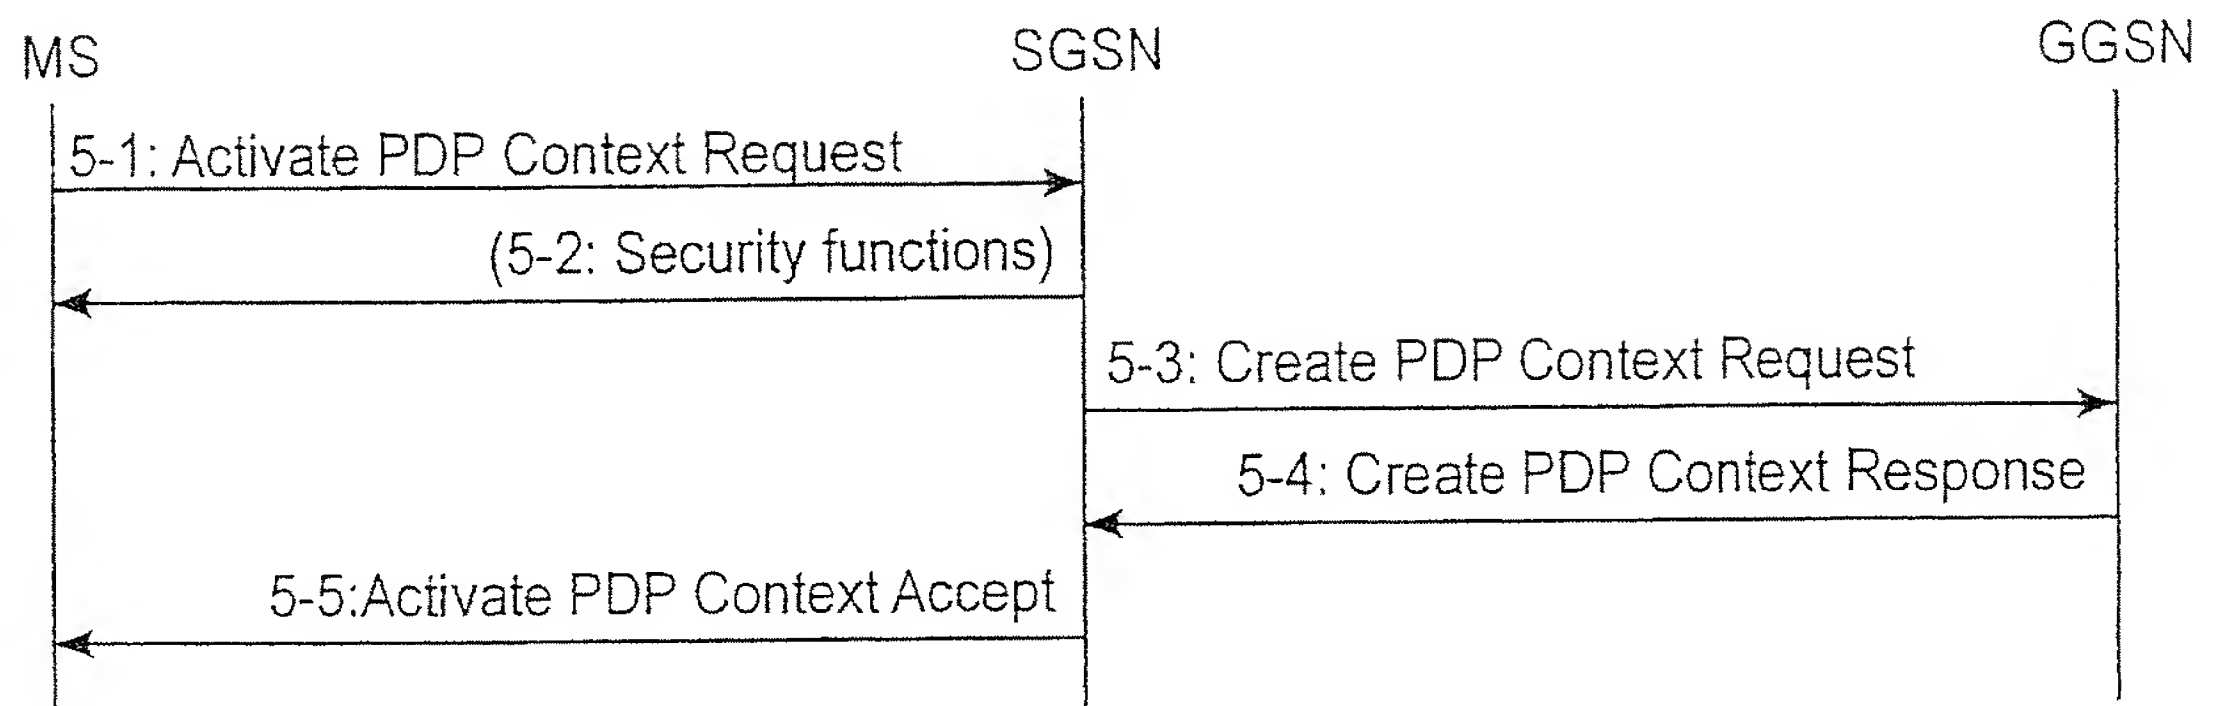 MS
SGSN
GGSN
5-1: Activate PDP Context Request
(5-2: Security functions)
5-3: Create PDP Context Request
5-4: Create PDP Context Response
5-5:Activate PDP Context Accept